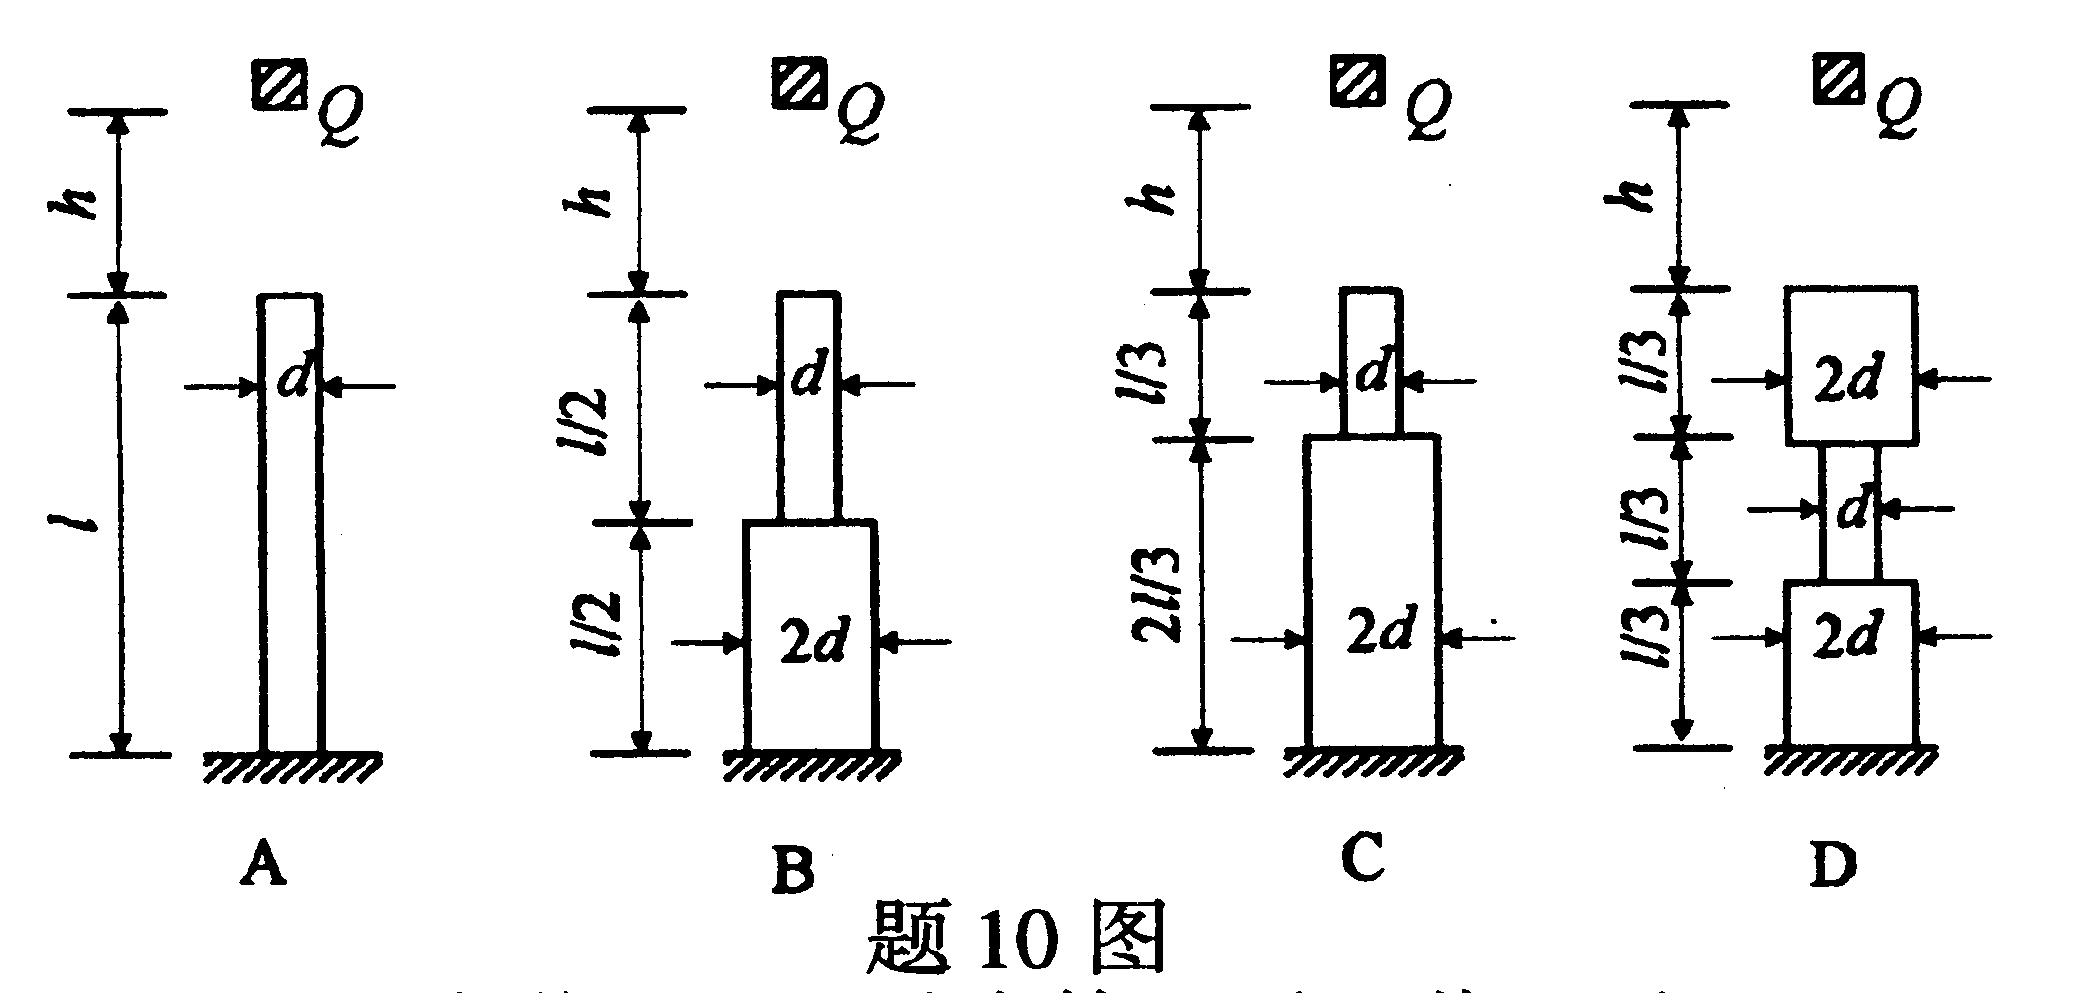 Q Q Q Q
h h h h
d d d 2d
l l/2 l/3 l/3
d
l/3
l/2 2d 2l/3 2d l/3 2d
A B C D
题 10 图